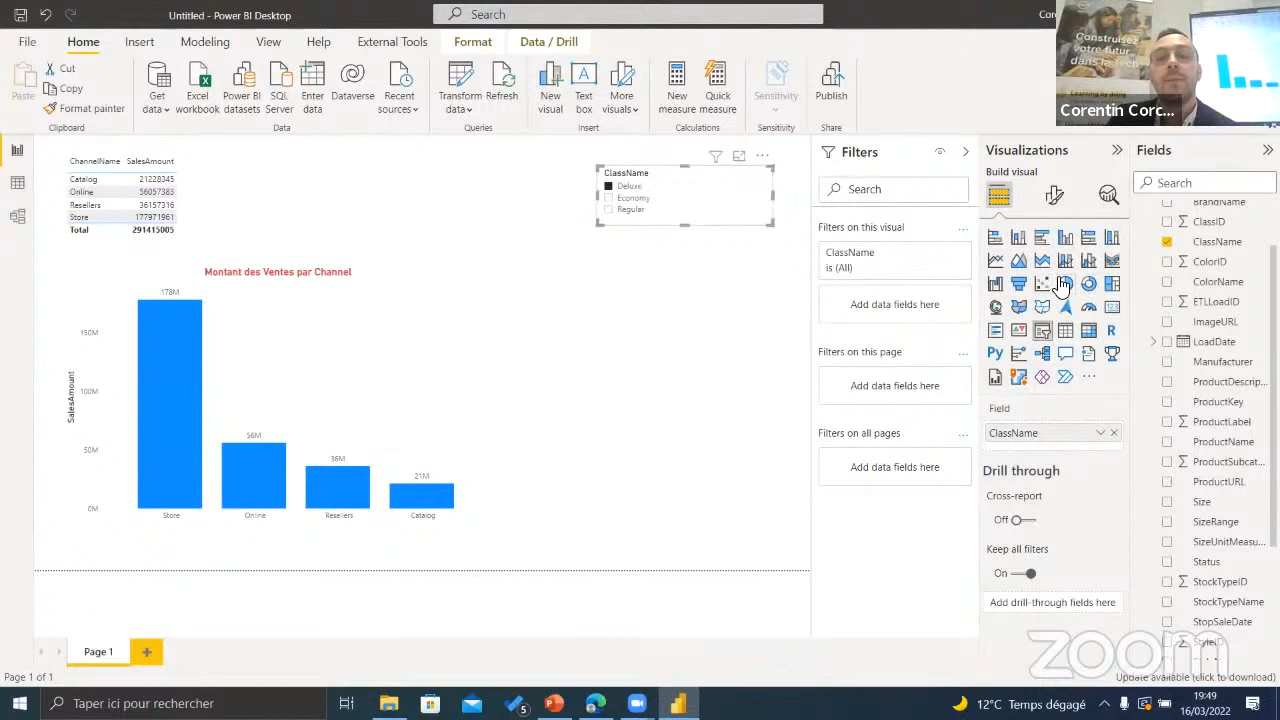 Untitled - Power BI Desktop
Search
Core
File
Home
Insert
Modeling
View
Help
External Tools
Format
Data / Drill
Paste
Cut
Copy
Format painter
Get data
Excel workbook
Power BI datasets
SQL Server
Enter data
Dataverse
Recent
Transform data
Refresh
New visual
Text box
More visuals
New measure
Quick measure
Sensitivity
Publish
Clipboard
Data
Queries
Insert
Calculations
Sensitivity
Share
Construisez
votre futur
dans la Tech
Learning by doing
Corentin Corc...
ChannelName SalesAmount
Catalog 21228345
Online 56057383
Resellers 36157316
Store 177971961
Total 291415005
ClassName
Deluxe
Economy
Regular
Montant des Ventes par Channel
178M
150M
100M
50M
0M
SalesAmount
56M
36M
21M
Store
Online
Resellers
Catalog
Filters
Search
Filters on this visual
...
ClassName
is (All)
Add data fields here
Filters on this page
...
Add data fields here
Filters on all pages
...
Add data fields here
Visualizations
Build visual
R
Py
123
...
Field
ClassName
Drill through
Cross-report
Off
Keep all filters
On
Add drill-through fields here
Fields
Search
BrandName
ClassID
ClassName
ColorID
ColorName
ETLLoadID
ImageURL
LoadDate
Manufacturer
ProductDescrip...
ProductKey
ProductLabel
ProductName
ProductSubcat...
ProductURL
Size
SizeRange
SizeUnitMeasu...
Status
StockTypeID
StockTypeName
StopSaleDate
StyleID
zoom
Page 1
Page 1 of 1
Update available (click to download)
Taper ici pour rechercher
5
12°C Temps dégagé
19:49
16/03/2022